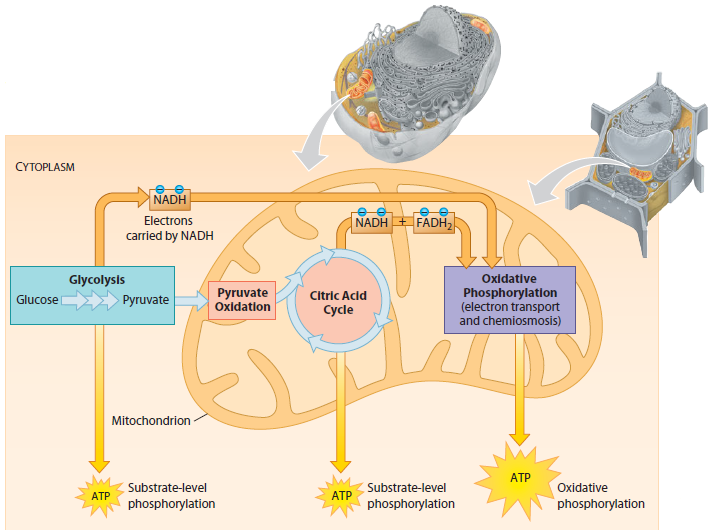 CYTOPLASM
NADH
Electrons
carried by NADH
NADH + FADH₂
Glycolysis
Glucose Pyruvate
Pyruvate
Oxidation
Citric Acid
Cycle
Oxidative
Phosphorylation
(electron transport
and chemiosmosis)
Mitochondrion
ATP
Substrate-level
phosphorylation
ATP
Substrate-level
phosphorylation
ATP
Oxidative
phosphorylation